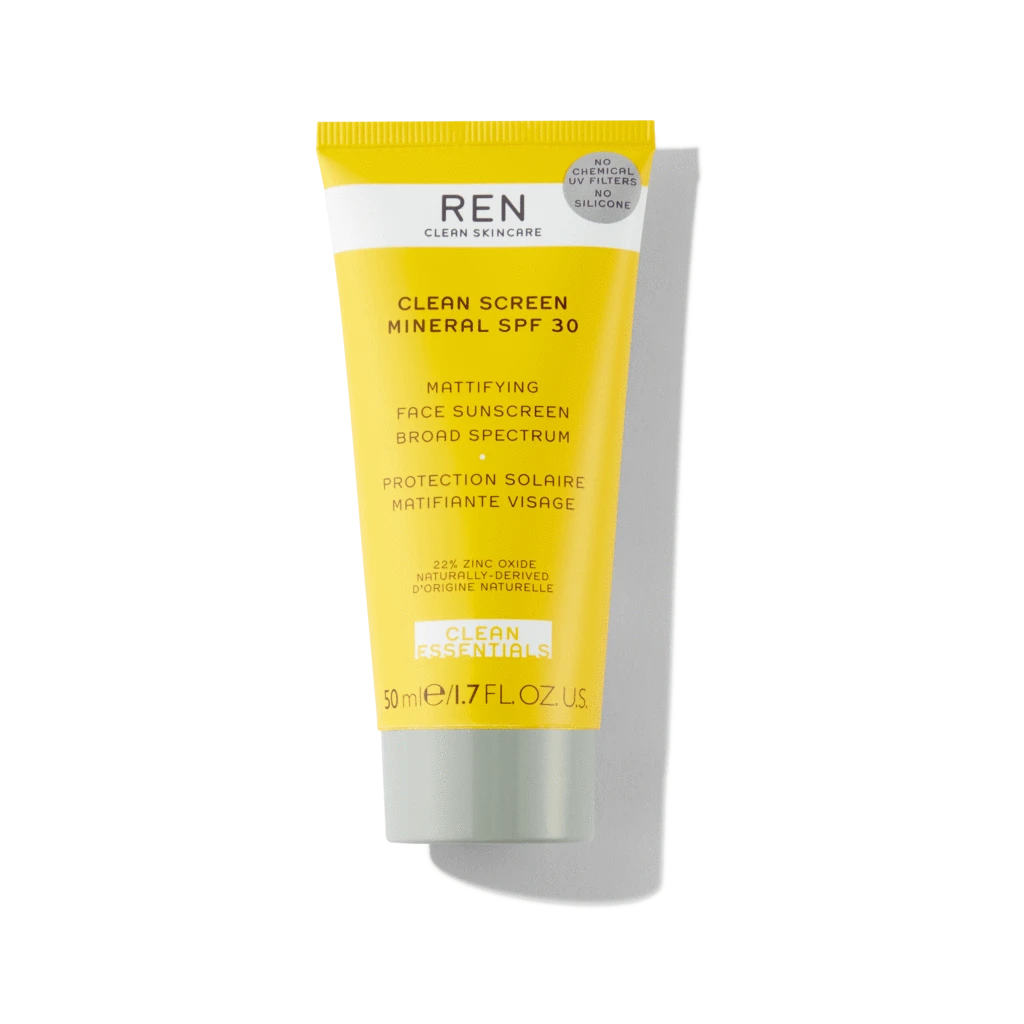 NO
CHEMICAL
UV FILTERS
NO
SILICONE
REN
CLEAN SKINCARE
CLEAN SCREEN
MINERAL SPF 30
MATTIFYING
FACE SUNSCREEN
BROAD SPECTRUM
PROTECTION SOLAIRE
MATIFIANTE VISAGE
22% ZINC OXIDE
NATURALLY-DERIVED
D'ORIGINE NATURELLE
CLEAN
ESSENTIALS
50 ml℮/1.7 FL. OZ. U.S.